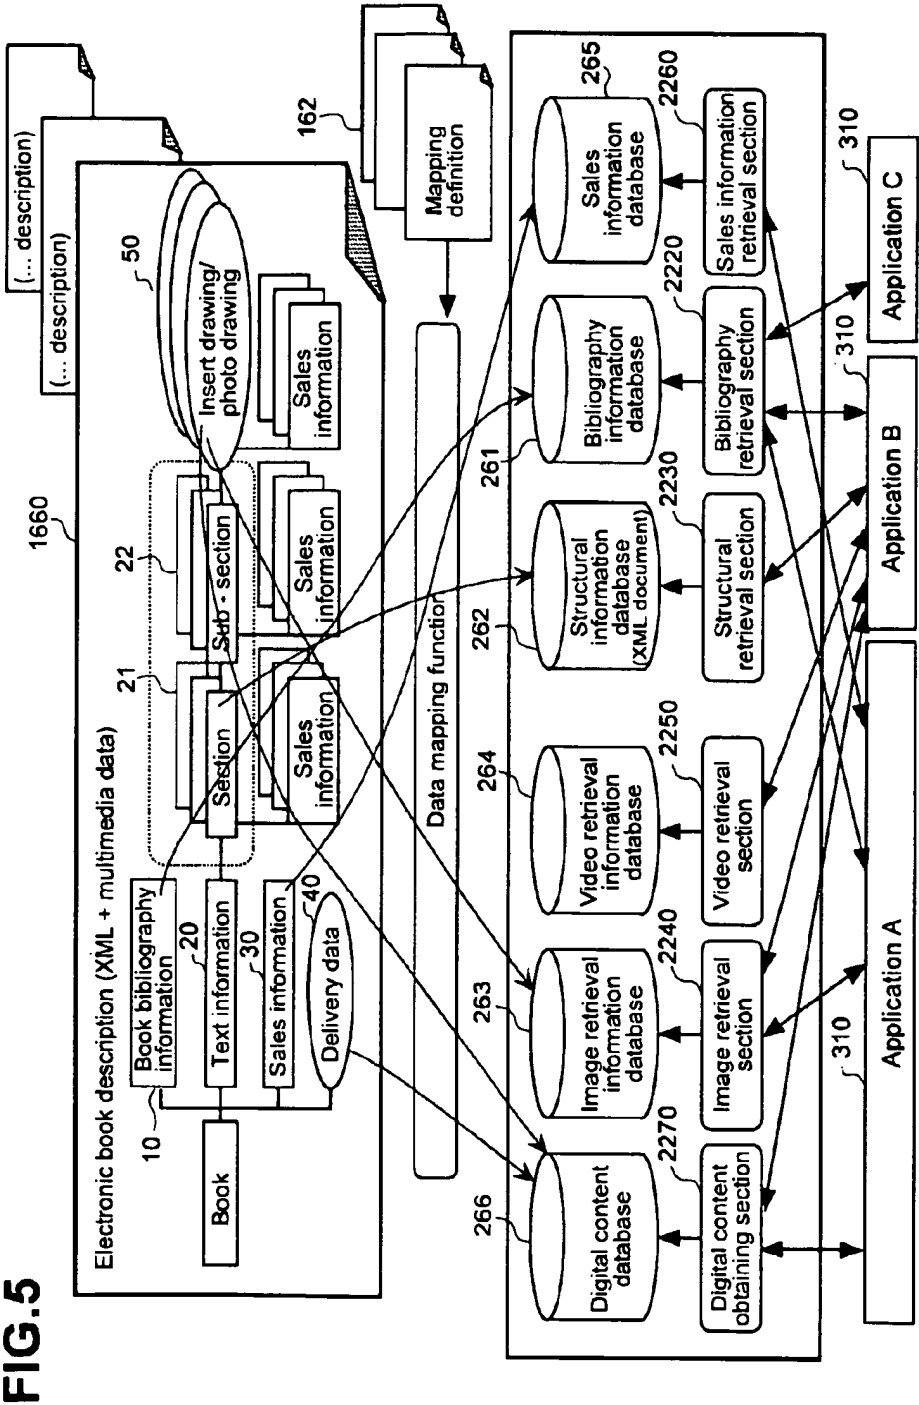 FIG.5
1660
Electronic book description (XML + multimedia data)
(... description)
(... description)
Book
10
Book bibliography
information
20
Text information
30
Sales information
40
Delivery data
21
Section
22
Sub - section
50
Insert drawing/
photo drawing
Sales
information
Sales
information
Sales
information
162
Mapping
definition
Data mapping function
266
Digital content
database
263
Image retrieval
information
database
264
Video retrieval
information
database
262
Structural
information
database
(XML document)
261
Bibliography
information
database
265
Sales
information
database
2270
Digital content
obtaining section
2240
Image retrieval
section
2250
Video retrieval
section
2230
Structural
retrieval section
2220
Bibliography
retrieval section
2260
Sales information
retrieval section
310
Application A
310
Application B
310
Application C